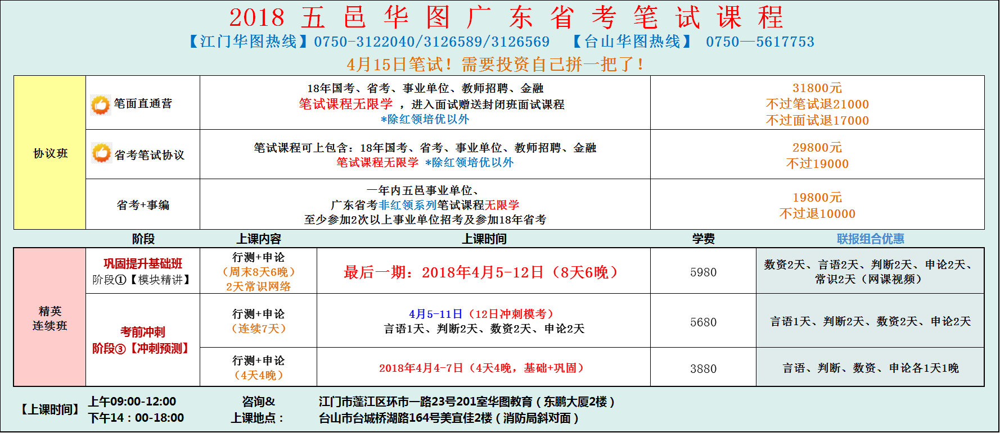 2018 五 邑 华 图 广 东 省 考 笔 试 课 程
【江门华图热线】0750-3122040/3126589/3126569 【台山华图热线】 0750—5617753
4月15日笔试！需要投资自己拼一把了！
协议班
笔面直通营
18年国考、省考、事业单位、教师招聘、金融
笔试课程无限学 ，进入面试赠送封闭班面试课程
*除红领培优以外
31800元
不过笔试退21000
不过面试退17000
省考笔试协议
笔试课程可上包含：18年国考、省考、事业单位、教师招聘、金融
笔试课程无限学 *除红领培优以外
29800元
不过19000
省考+事编
一年内五邑事业单位、
广东省考非红领系列笔试课程无限学
至少参加2次以上事业单位招考及参加18年省考
19800元
不过退10000
阶段 上课内容 上课时间 学费 联报组合优惠
精英
连续班
巩固提升基础班
阶段①【模块精讲】
行测+申论
（周末8天6晚）
2天常识网络
最后一期：2018年4月5-12日（8天6晚）
5980
数资2天、言语2天、判断2天、申论2天、
常识2天（网课视频）
考前冲刺
阶段③【冲刺预测】
行测+申论
（连续7天）
4月5-11日（12日冲刺模考）
言语1天、判断2天、数资2天、申论2天
5680
言语1天、判断2天、数资2天、申论2天
行测+申论
（4天4晚）
2018年4月4-7日（4天4晚，基础+巩固）
3880
言语、判断、数资、申论各1天1晚
【上课时间】
上午09:00-12:00
下午14：00-18:00
咨询&
上课地点：
江门市蓬江区环市一路23号201室华图教育（东鹏大厦2楼）
台山市台城桥湖路164号美宜佳2楼（消防局斜对面）